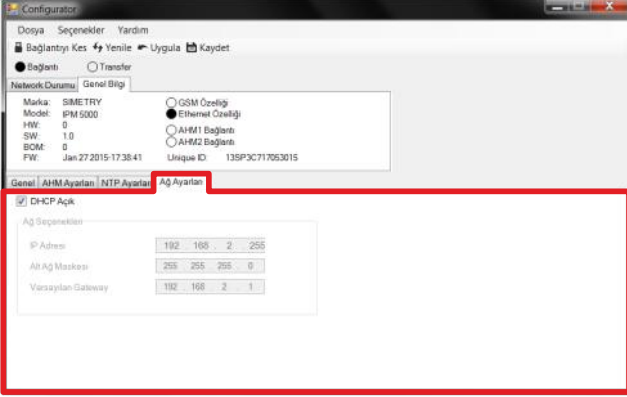 Configurator
Dosya Seçenekler Yardım
Bağlantıyı Kes Yenile Uygula Kaydet
Bağlantı Transfer
Network Durumu Genel Bilgi
Marka: SIMETRY GSM Özelliği
Model: IPM 5000 Ethernet Özelliği
HW: 0 AHM1 Bağlantı
SW: 1.0 AHM2 Bağlantı
BOM: 0
FW: Jan 27 2015-17:38:41 Unique ID: 13SP3C717053015
Genel AHM Ayarları NTP Ayarları Ağ Ayarları
DHCP Açık
Ağ Seçenekleri
IP Adresi 192 . 168 . 2 . 255
Alt Ağ Maskesi 255 . 255 . 255 . 0
Varsayılan Gateway 192 . 168 . 2 . 1